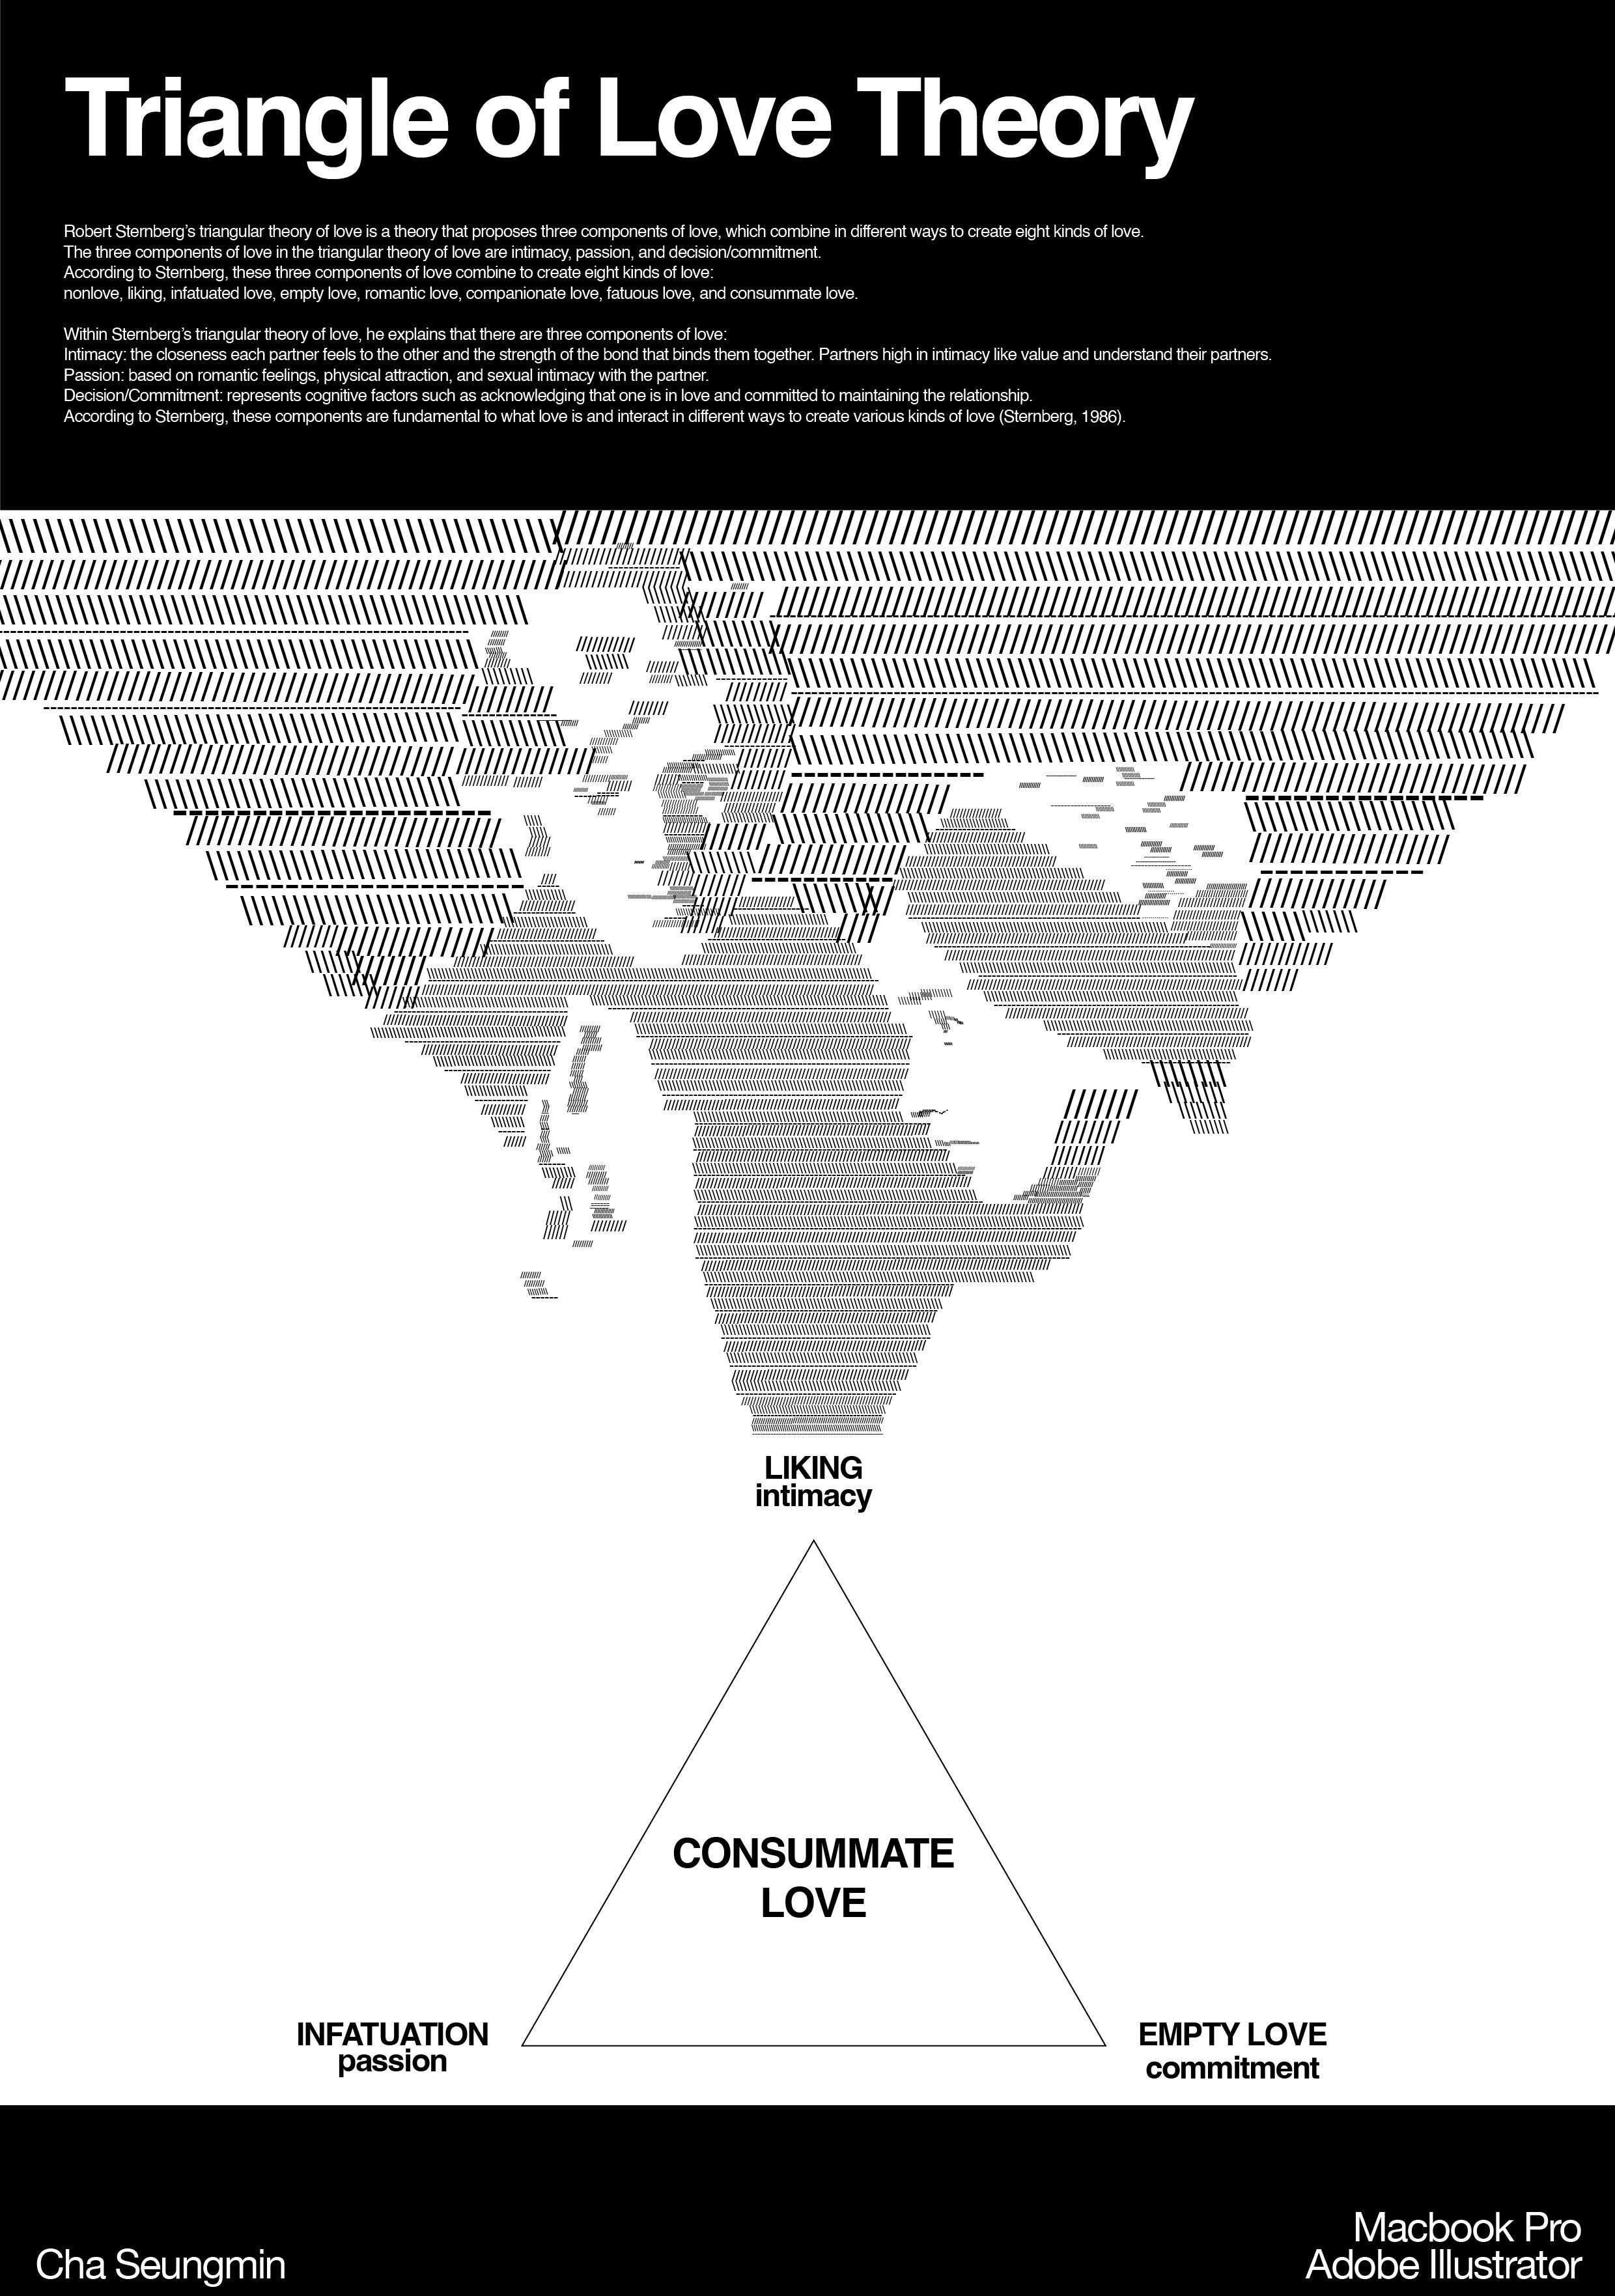 Triangle of Love Theory
Robert Sternberg’s triangular theory of love is a theory that proposes three components of love, which combine in different ways to create eight kinds of love.
The three components of love in the triangular theory of love are intimacy, passion, and decision/commitment.
According to Sternberg, these three components of love combine to create eight kinds of love:
nonlove, liking, infatuated love, empty love, romantic love, companionate love, fatuous love, and consummate love.
Within Sternberg’s triangular theory of love, he explains that there are three components of love:
Intimacy: the closeness each partner feels to the other and the strength of the bond that binds them together. Partners high in intimacy like value and understand their partners.
Passion: based on romantic feelings, physical attraction, and sexual intimacy with the partner.
Decision/Commitment: represents cognitive factors such as acknowledging that one is in love and committed to maintaining the relationship.
According to Sternberg, these components are fundamental to what love is and interact in different ways to create various kinds of love (Sternberg, 1986).
LIKING
intimacy
CONSUMMATE
LOVE
INFATUATION
passion
EMPTY LOVE
commitment
Cha Seungmin
Macbook Pro
Adobe Illustrator